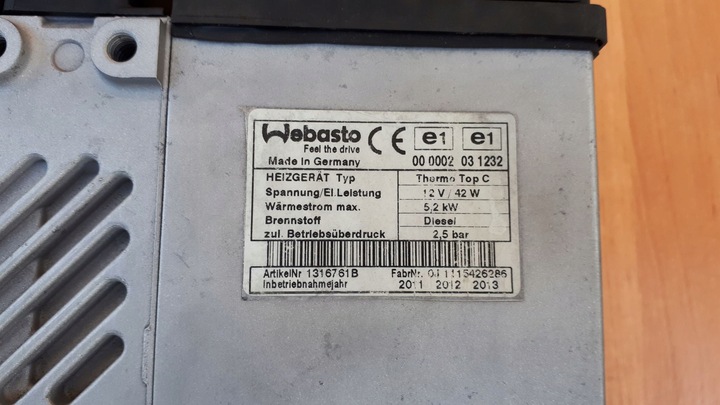 Webasto CE e1 e1
Feel the drive
Made in Germany 00 0002 03 1232
HEIZGERÄT Typ Thermo Top C
Spannung/El.Leistung 12 V / 42 W
Wärmestrom max. 5,2 kW
Brennstoff Diesel
zul. Betriebsüberdruck 2,5 bar
ArtikelNr 1316761B FabrNr.
Inbetriebnahmejahr 2011 2012 2013